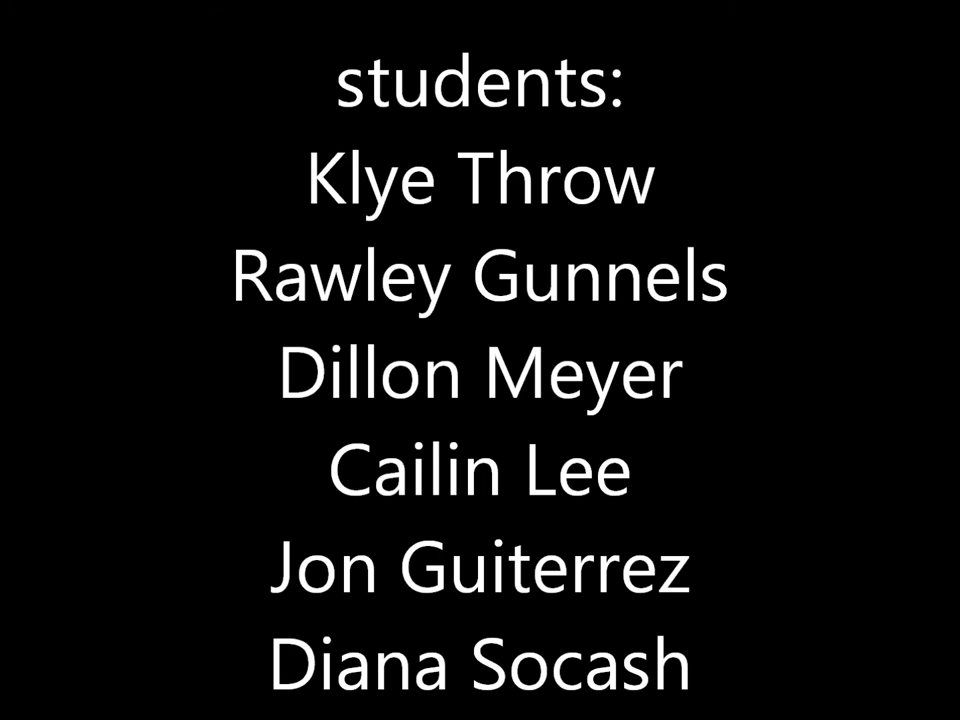 students:
Klye Throw
Rawley Gunnels
Dillon Meyer
Cailin Lee
Jon Guiterrez
Diana Socash